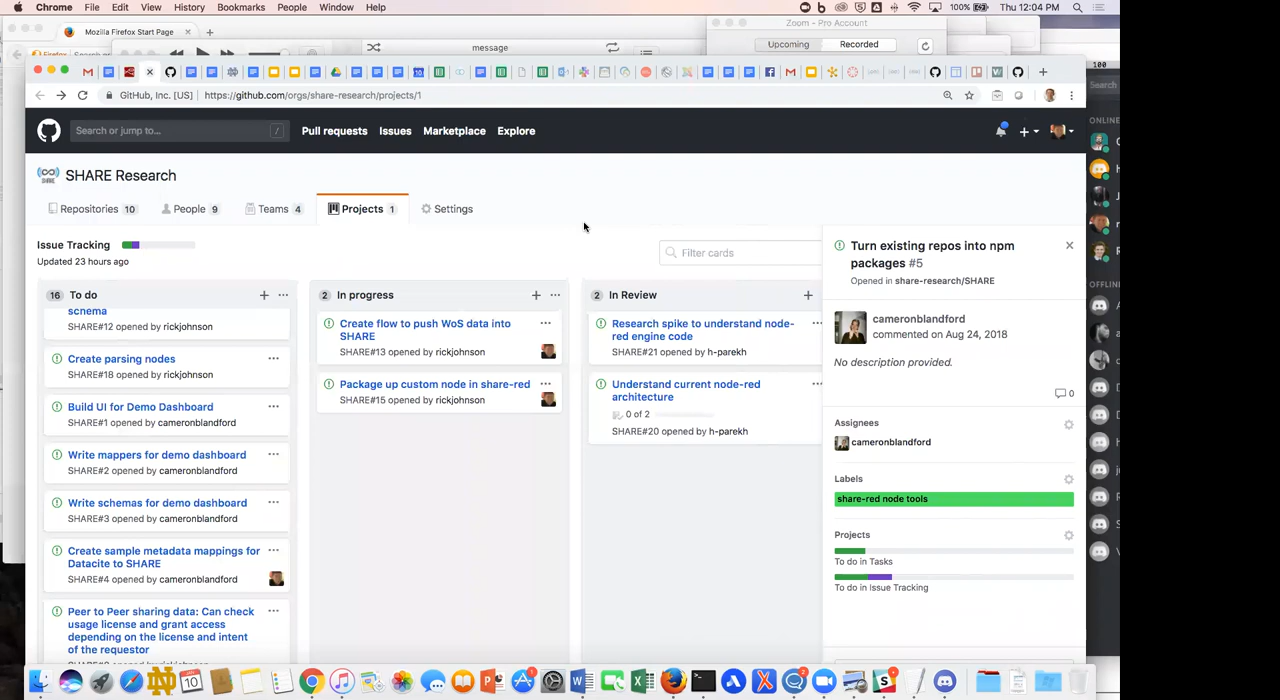 Chrome File Edit View History Bookmarks People Window Help
100% Thu 12:04 PM
Mozilla Firefox Start Page
Zoom - Pro Account
message
Upcoming Recorded
100
GitHub, Inc. [US] https://github.com/orgs/share-research/projects/1
Search
Search or jump to... / Pull requests Issues Marketplace Explore
ONLINE
SHARE Research
Repositories 10 People 9 Teams 4 Projects 1 Settings
Issue Tracking
Updated 23 hours ago
Filter cards
16 To do
schema
SHARE#12 opened by rickjohnson
Create parsing nodes
SHARE#18 opened by rickjohnson
Build UI for Demo Dashboard
SHARE#1 opened by cameronblandford
Write mappers for demo dashboard
SHARE#2 opened by cameronblandford
Write schemas for demo dashboard
SHARE#3 opened by cameronblandford
Create sample metadata mappings for
Datacite to SHARE
SHARE#4 opened by cameronblandford
Peer to Peer sharing data: Can check
usage license and grant access
depending on the license and intent
of the requestor
2 In progress
Create flow to push WoS data into
SHARE
SHARE#13 opened by rickjohnson
Package up custom node in share-red
SHARE#15 opened by rickjohnson
2 In Review
Research spike to understand node-
red engine code
SHARE#21 opened by h-parekh
Understand current node-red
architecture
0 of 2
SHARE#20 opened by h-parekh
Turn existing repos into npm
packages #5
Opened in share-research/SHARE
cameronblandford
commented on Aug 24, 2018
No description provided.
0
Assignees
cameronblandford
Labels
share-red node tools
Projects
To do in Tasks
To do in Issue Tracking
OFFLINE